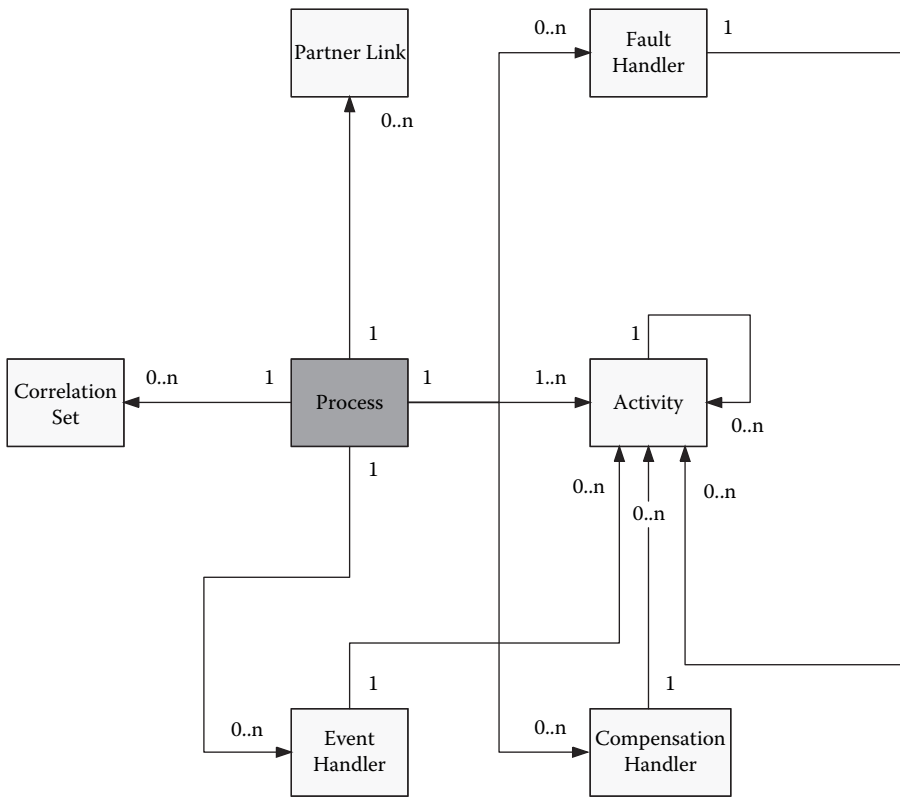 Partner Link
0..n
0..n
Fault
Handler
1
1
Correlation
Set
0..n
1
Process
1
1..n
Activity
1
0..n
1
0..n
0..n
0..n
0..n
Event
Handler
1
0..n
Compensation
Handler
1